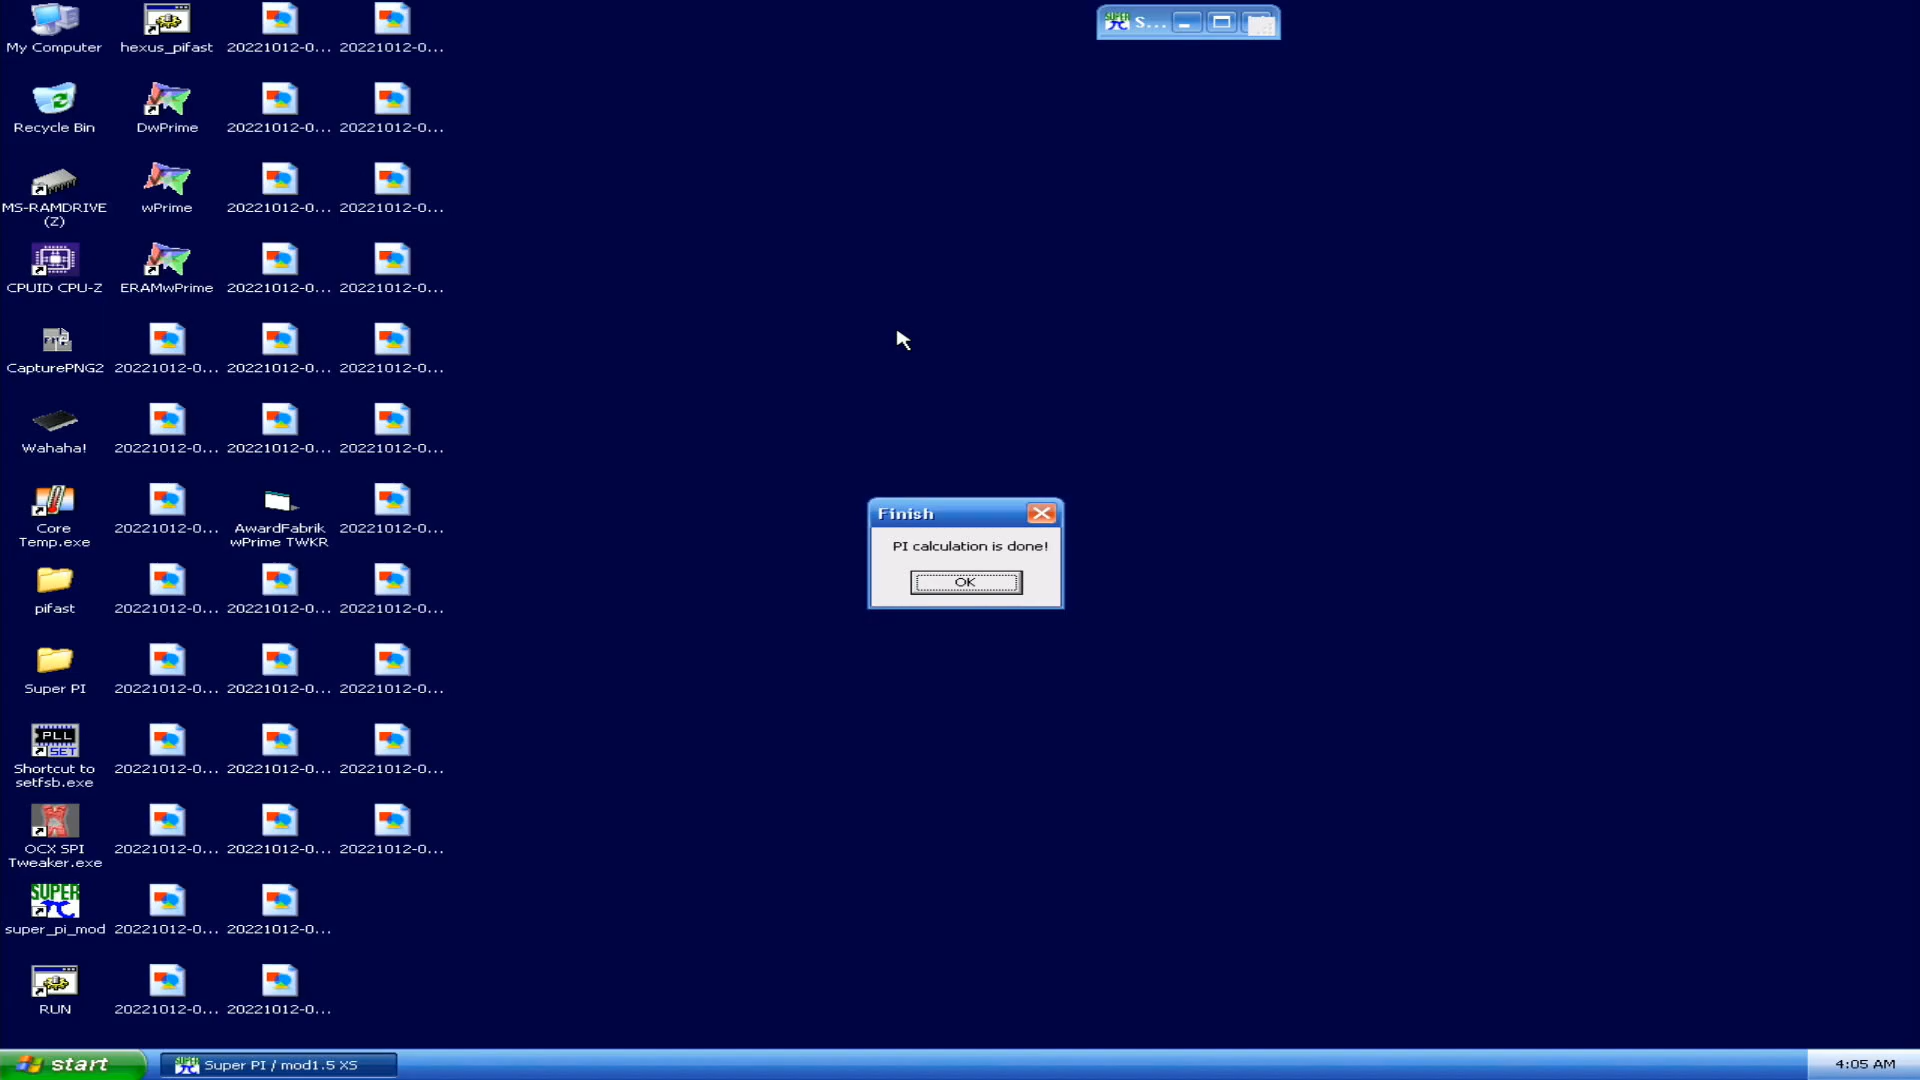 My Computer
hexus_pifast
20221012-0...
20221012-0...
SUPER
S...
Recycle Bin
DwPrime
20221012-0...
20221012-0...
MS-RAMDRIVE
(Z)
wPrime
20221012-0...
20221012-0...
CPUID CPU-Z
ERAMwPrime
20221012-0...
20221012-0...
CapturePNG2
20221012-0...
20221012-0...
20221012-0...
Wahaha!
20221012-0...
20221012-0...
20221012-0...
Core
Temp.exe
20221012-0...
AwardFabrik
wPrime TWKR
20221012-0...
Finish
PI calculation is done!
OK
pifast
20221012-0...
20221012-0...
20221012-0...
Super PI
20221012-0...
20221012-0...
20221012-0...
PLL
SET
Shortcut to
setfsb.exe
20221012-0...
20221012-0...
20221012-0...
OCX SPI
Tweaker.exe
20221012-0...
20221012-0...
20221012-0...
SUPER
π
super_pi_mod
20221012-0...
20221012-0...
RUN
20221012-0...
20221012-0...
start
Super PI / mod1.5 XS
4:05 AM